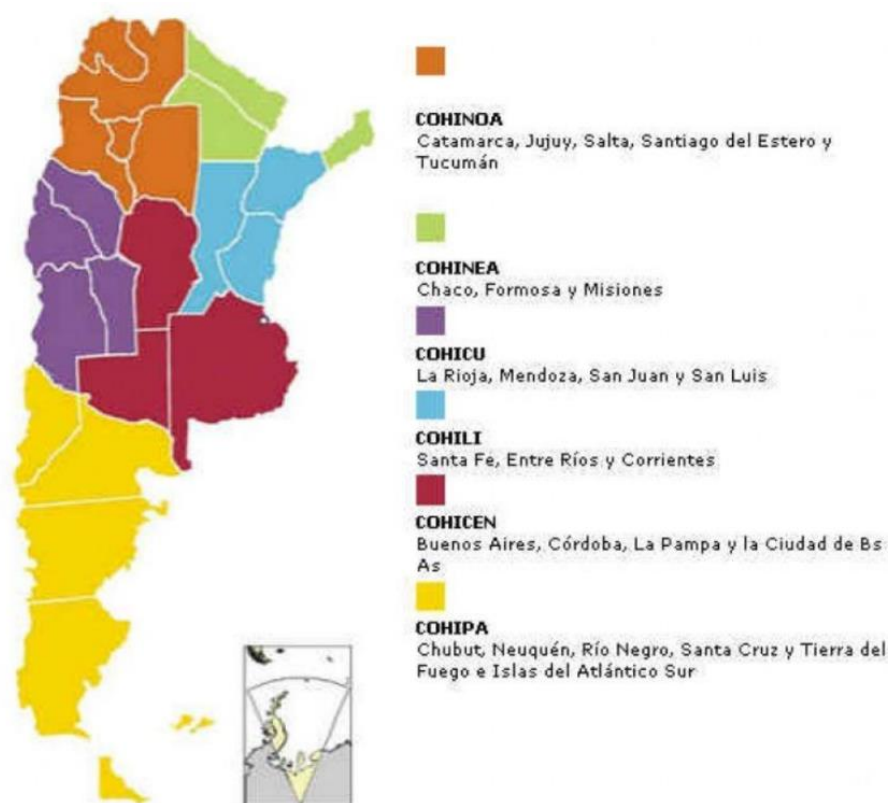 COHINOA
Catamarca, Jujuy, Salta, Santiago del Estero y
Tucumán
COHINEA
Chaco, Formosa y Misiones
COHICU
La Rioja, Mendoza, San Juan y San Luis
COHILI
Santa Fe, Entre Ríos y Corrientes
COHICEN
Buenos Aires, Córdoba, La Pampa y la Ciudad de Bs
As
COHIPA
Chubut, Neuquén, Río Negro, Santa Cruz y Tierra del
Fuego e Islas del Atlántico Sur